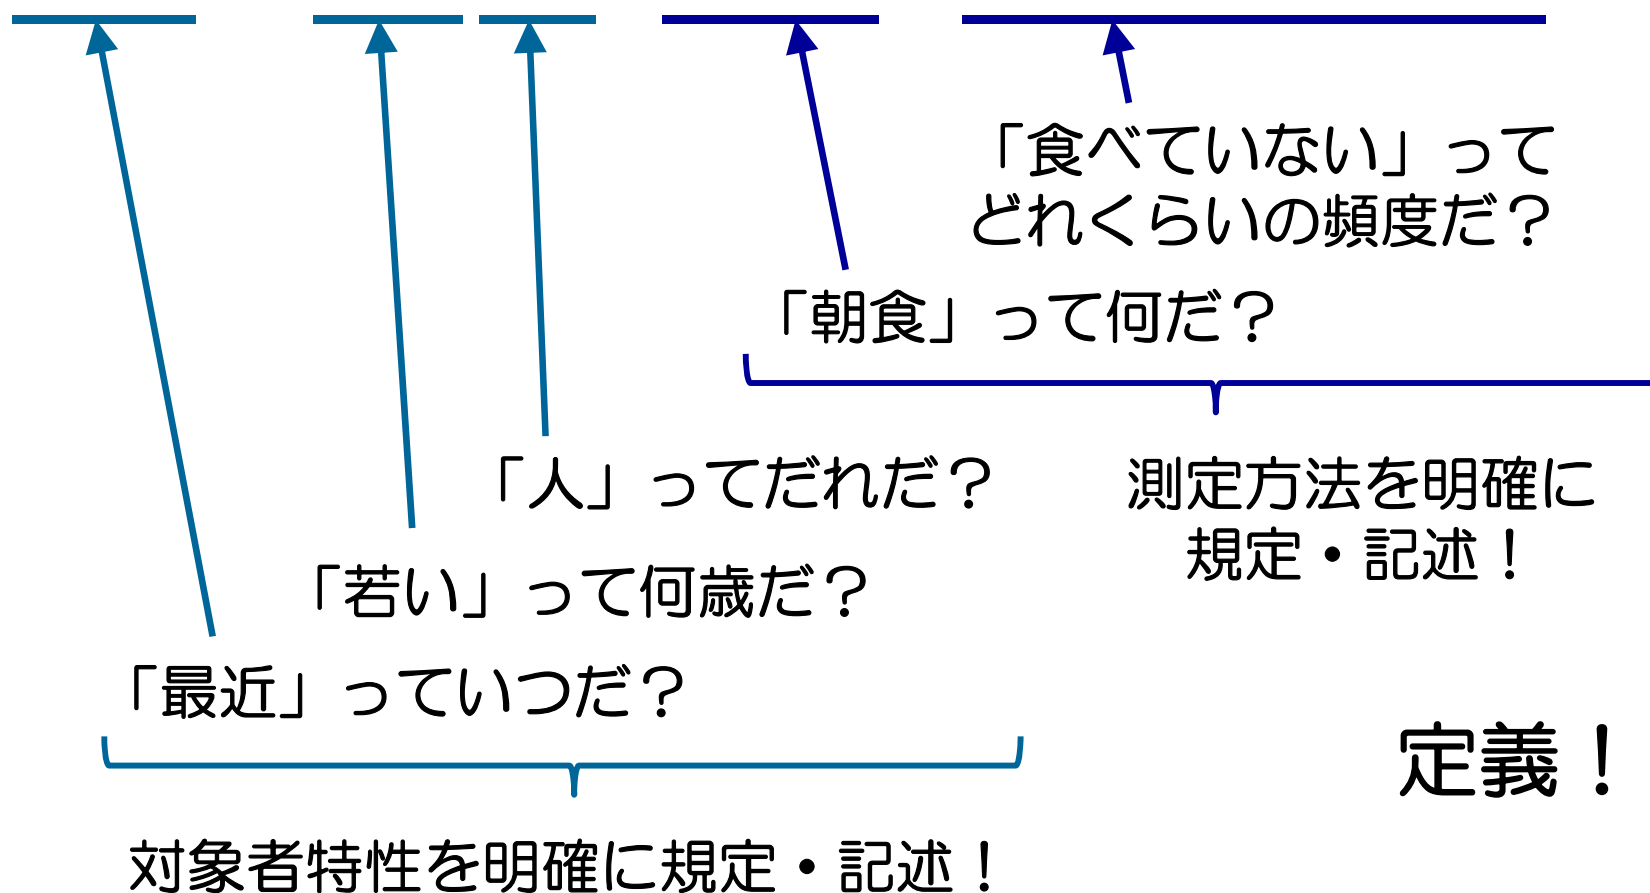 「食べていない」って
どれくらいの頻度だ？
「朝食」って何だ？
「人」ってだれだ？
測定方法を明確に
規定・記述！
「若い」って何歳だ？
「最近」っていつだ？
定義！
対象者特性を明確に規定・記述！